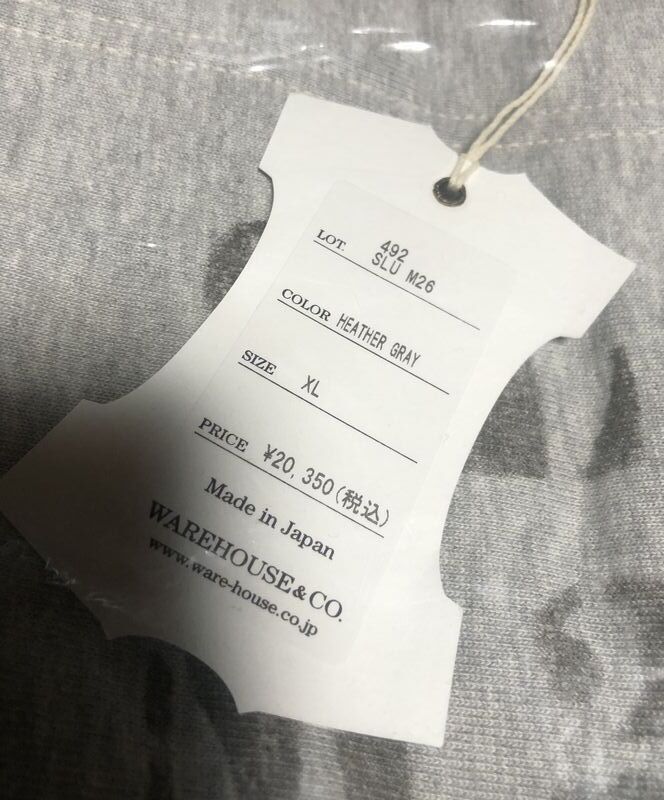 LOT. 492
SLU M26
COLOR HEATHER GRAY
SIZE XL
PRICE ¥20,350(税込)
Made in Japan
WAREHOUSE&CO.
www.ware-house.co.jp